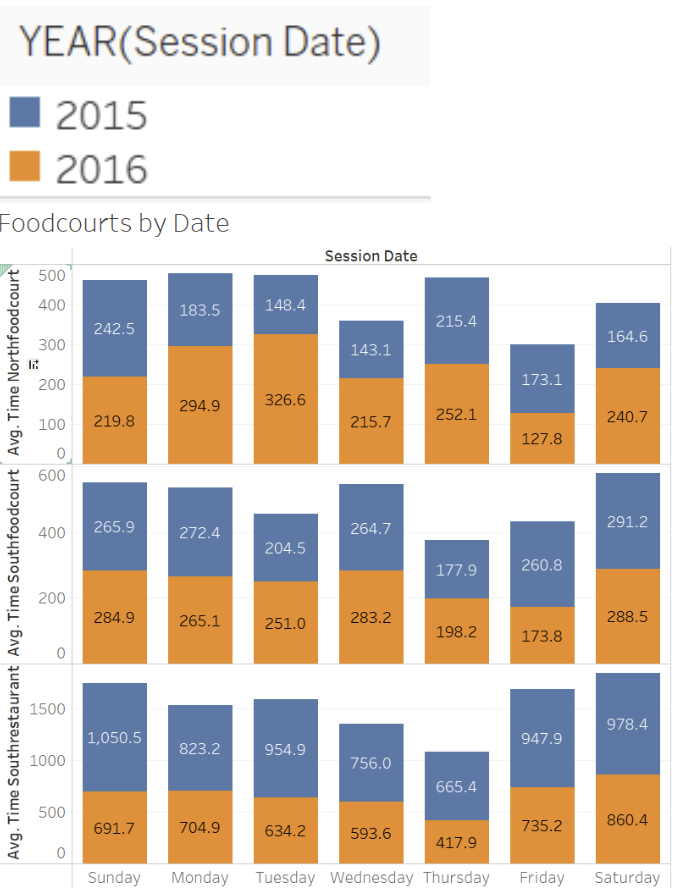 YEAR(Session Date)
2015
2016
Foodcourts by Date
Session Date
Avg. Time Northfoodcourt
500
400
300
200
100
0
242.5 183.5 148.4 143.1 215.4 173.1 164.6
219.8 294.9 326.6 215.7 252.1 127.8 240.7
Avg. Time Southfoodcourt
600
400
200
0
265.9 272.4 204.5 264.7 177.9 260.8 291.2
284.9 265.1 251.0 283.2 198.2 173.8 288.5
Avg. Time Southrestaurant
1500
1000
500
0
1,050.5 823.2 954.9 756.0 665.4 947.9 978.4
691.7 704.9 634.2 593.6 417.9 735.2 860.4
Sunday Monday Tuesday Wednesday Thursday Friday Saturday